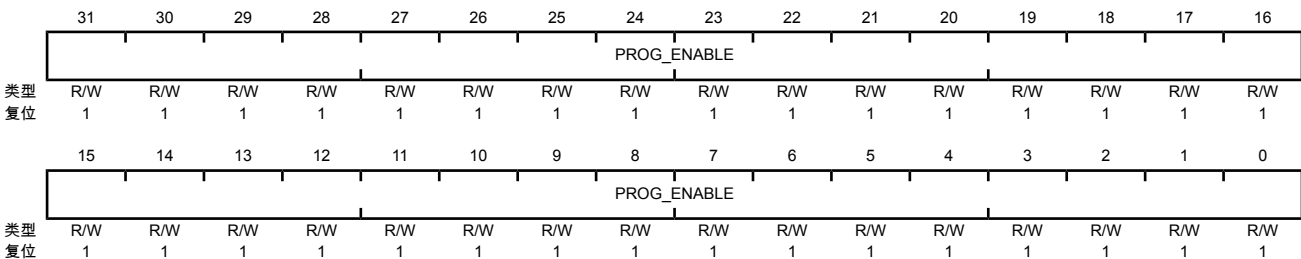 31 30 29 28 27 26 25 24 23 22 21 20 19 18 17 16
PROG_ENABLE
类型 R/W R/W R/W R/W R/W R/W R/W R/W R/W R/W R/W R/W R/W R/W R/W R/W
复位 1 1 1 1 1 1 1 1 1 1 1 1 1 1 1 1
15 14 13 12 11 10 9 8 7 6 5 4 3 2 1 0
PROG_ENABLE
类型 R/W R/W R/W R/W R/W R/W R/W R/W R/W R/W R/W R/W R/W R/W R/W R/W
复位 1 1 1 1 1 1 1 1 1 1 1 1 1 1 1 1